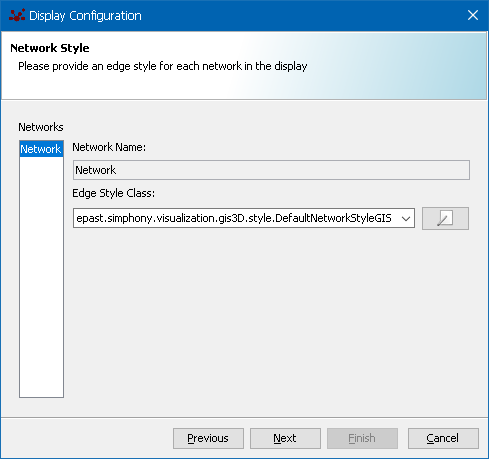 Display Configuration
Network Style
Please provide an edge style for each network in the display
Networks
Network
Network Name:
Network
Edge Style Class:
epast.simphony.visualization.gis3D.style.DefaultNetworkStyleGIS
Previous
Next
Finish
Cancel